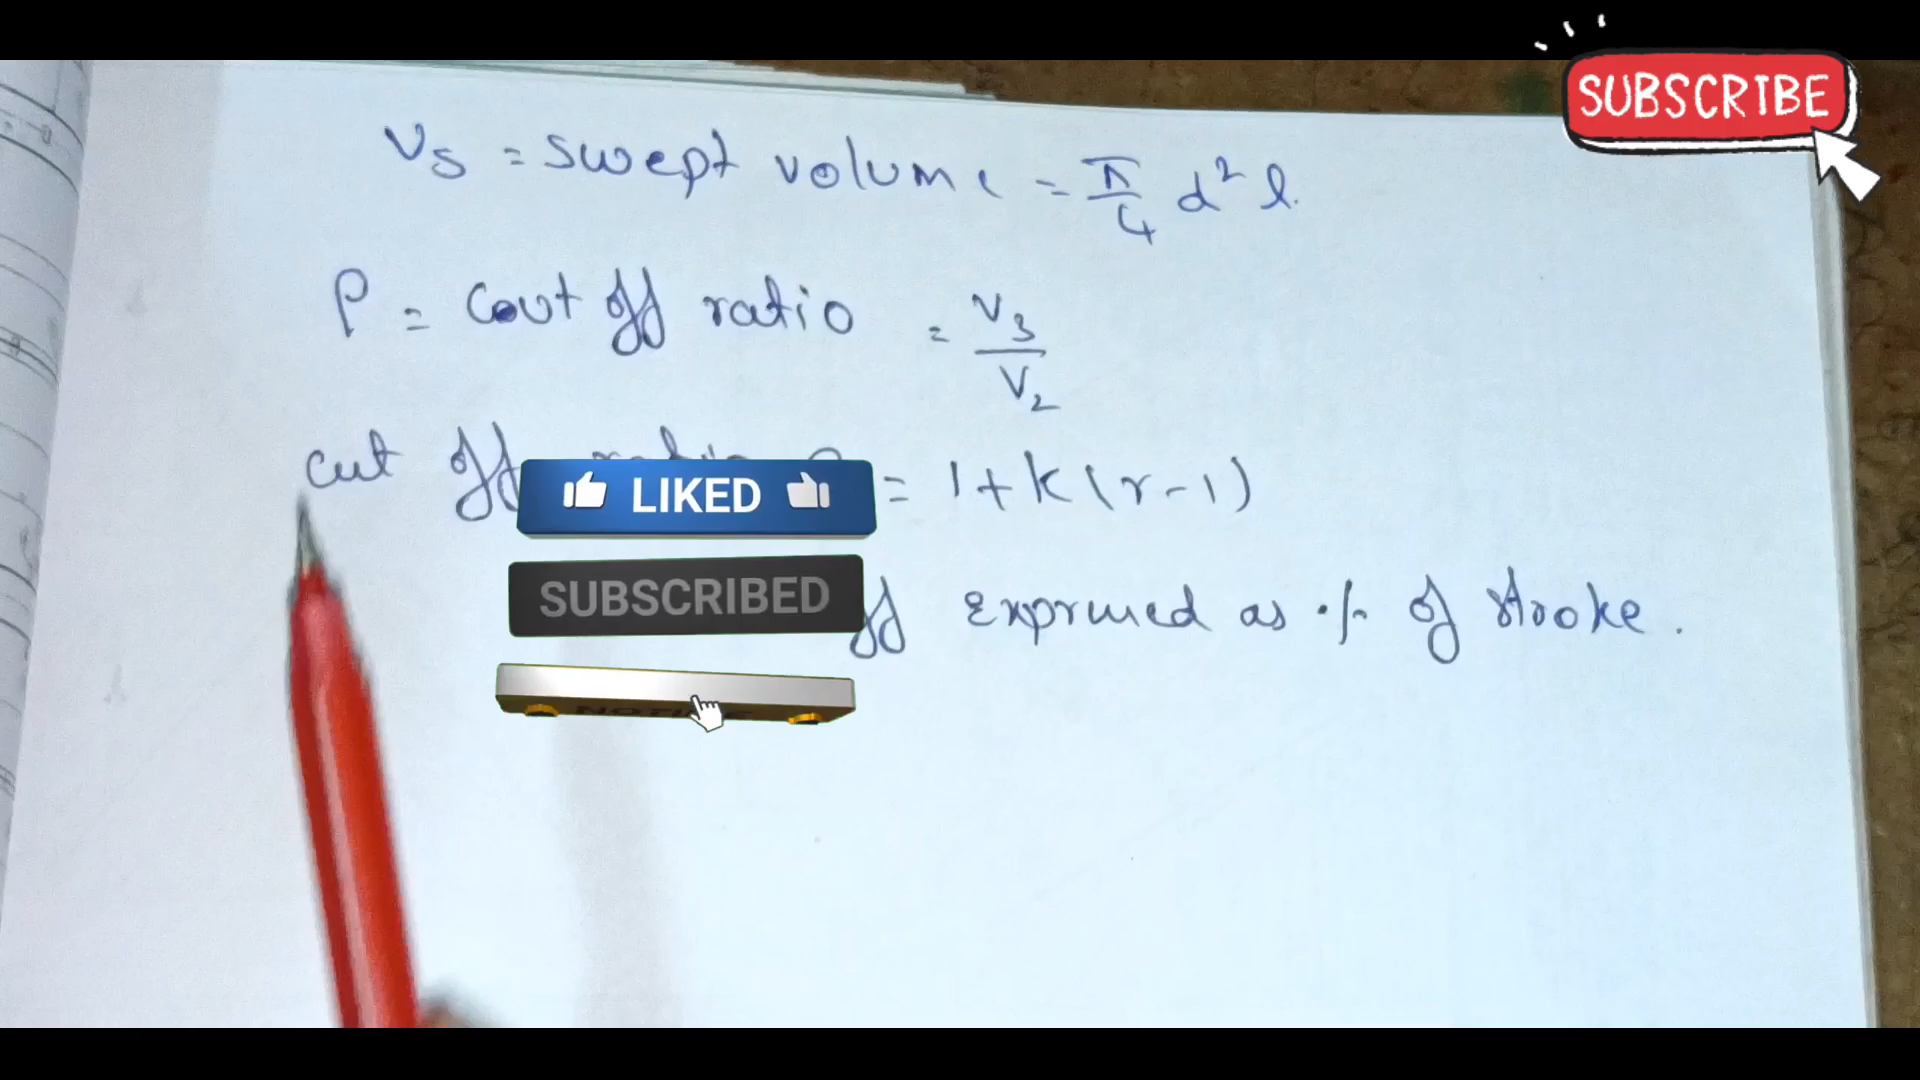 SUBSCRIBE
Vs = swept volume = π/4 d² l.
ρ = Cout off ratio = V3/V2
cut off = 1+k(r-1)
LIKED
SUBSCRIBED
expressed as % of stroke.